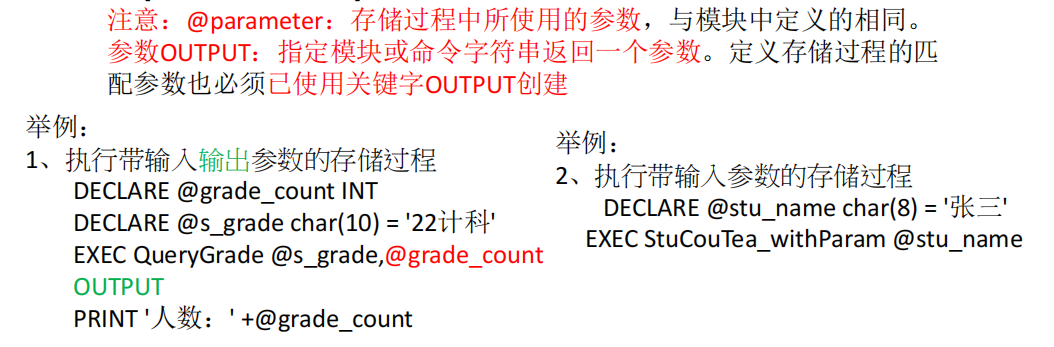 注意：@parameter：存储过程中所使用的参数，与模块中定义的相同。
参数OUTPUT：指定模块或命令字符串返回一个参数。定义存储过程的匹
配参数也必须已使用关键字OUTPUT创建
举例：
1、执行带输入输出参数的存储过程
DECLARE @grade_count INT
DECLARE @s_grade char(10) = '22计科'
EXEC QueryGrade @s_grade,@grade_count
OUTPUT
PRINT '人数：' +@grade_count
举例：
2、执行带输入参数的存储过程
DECLARE @stu_name char(8) = '张三'
EXEC StuCouTea_withParam @stu_name